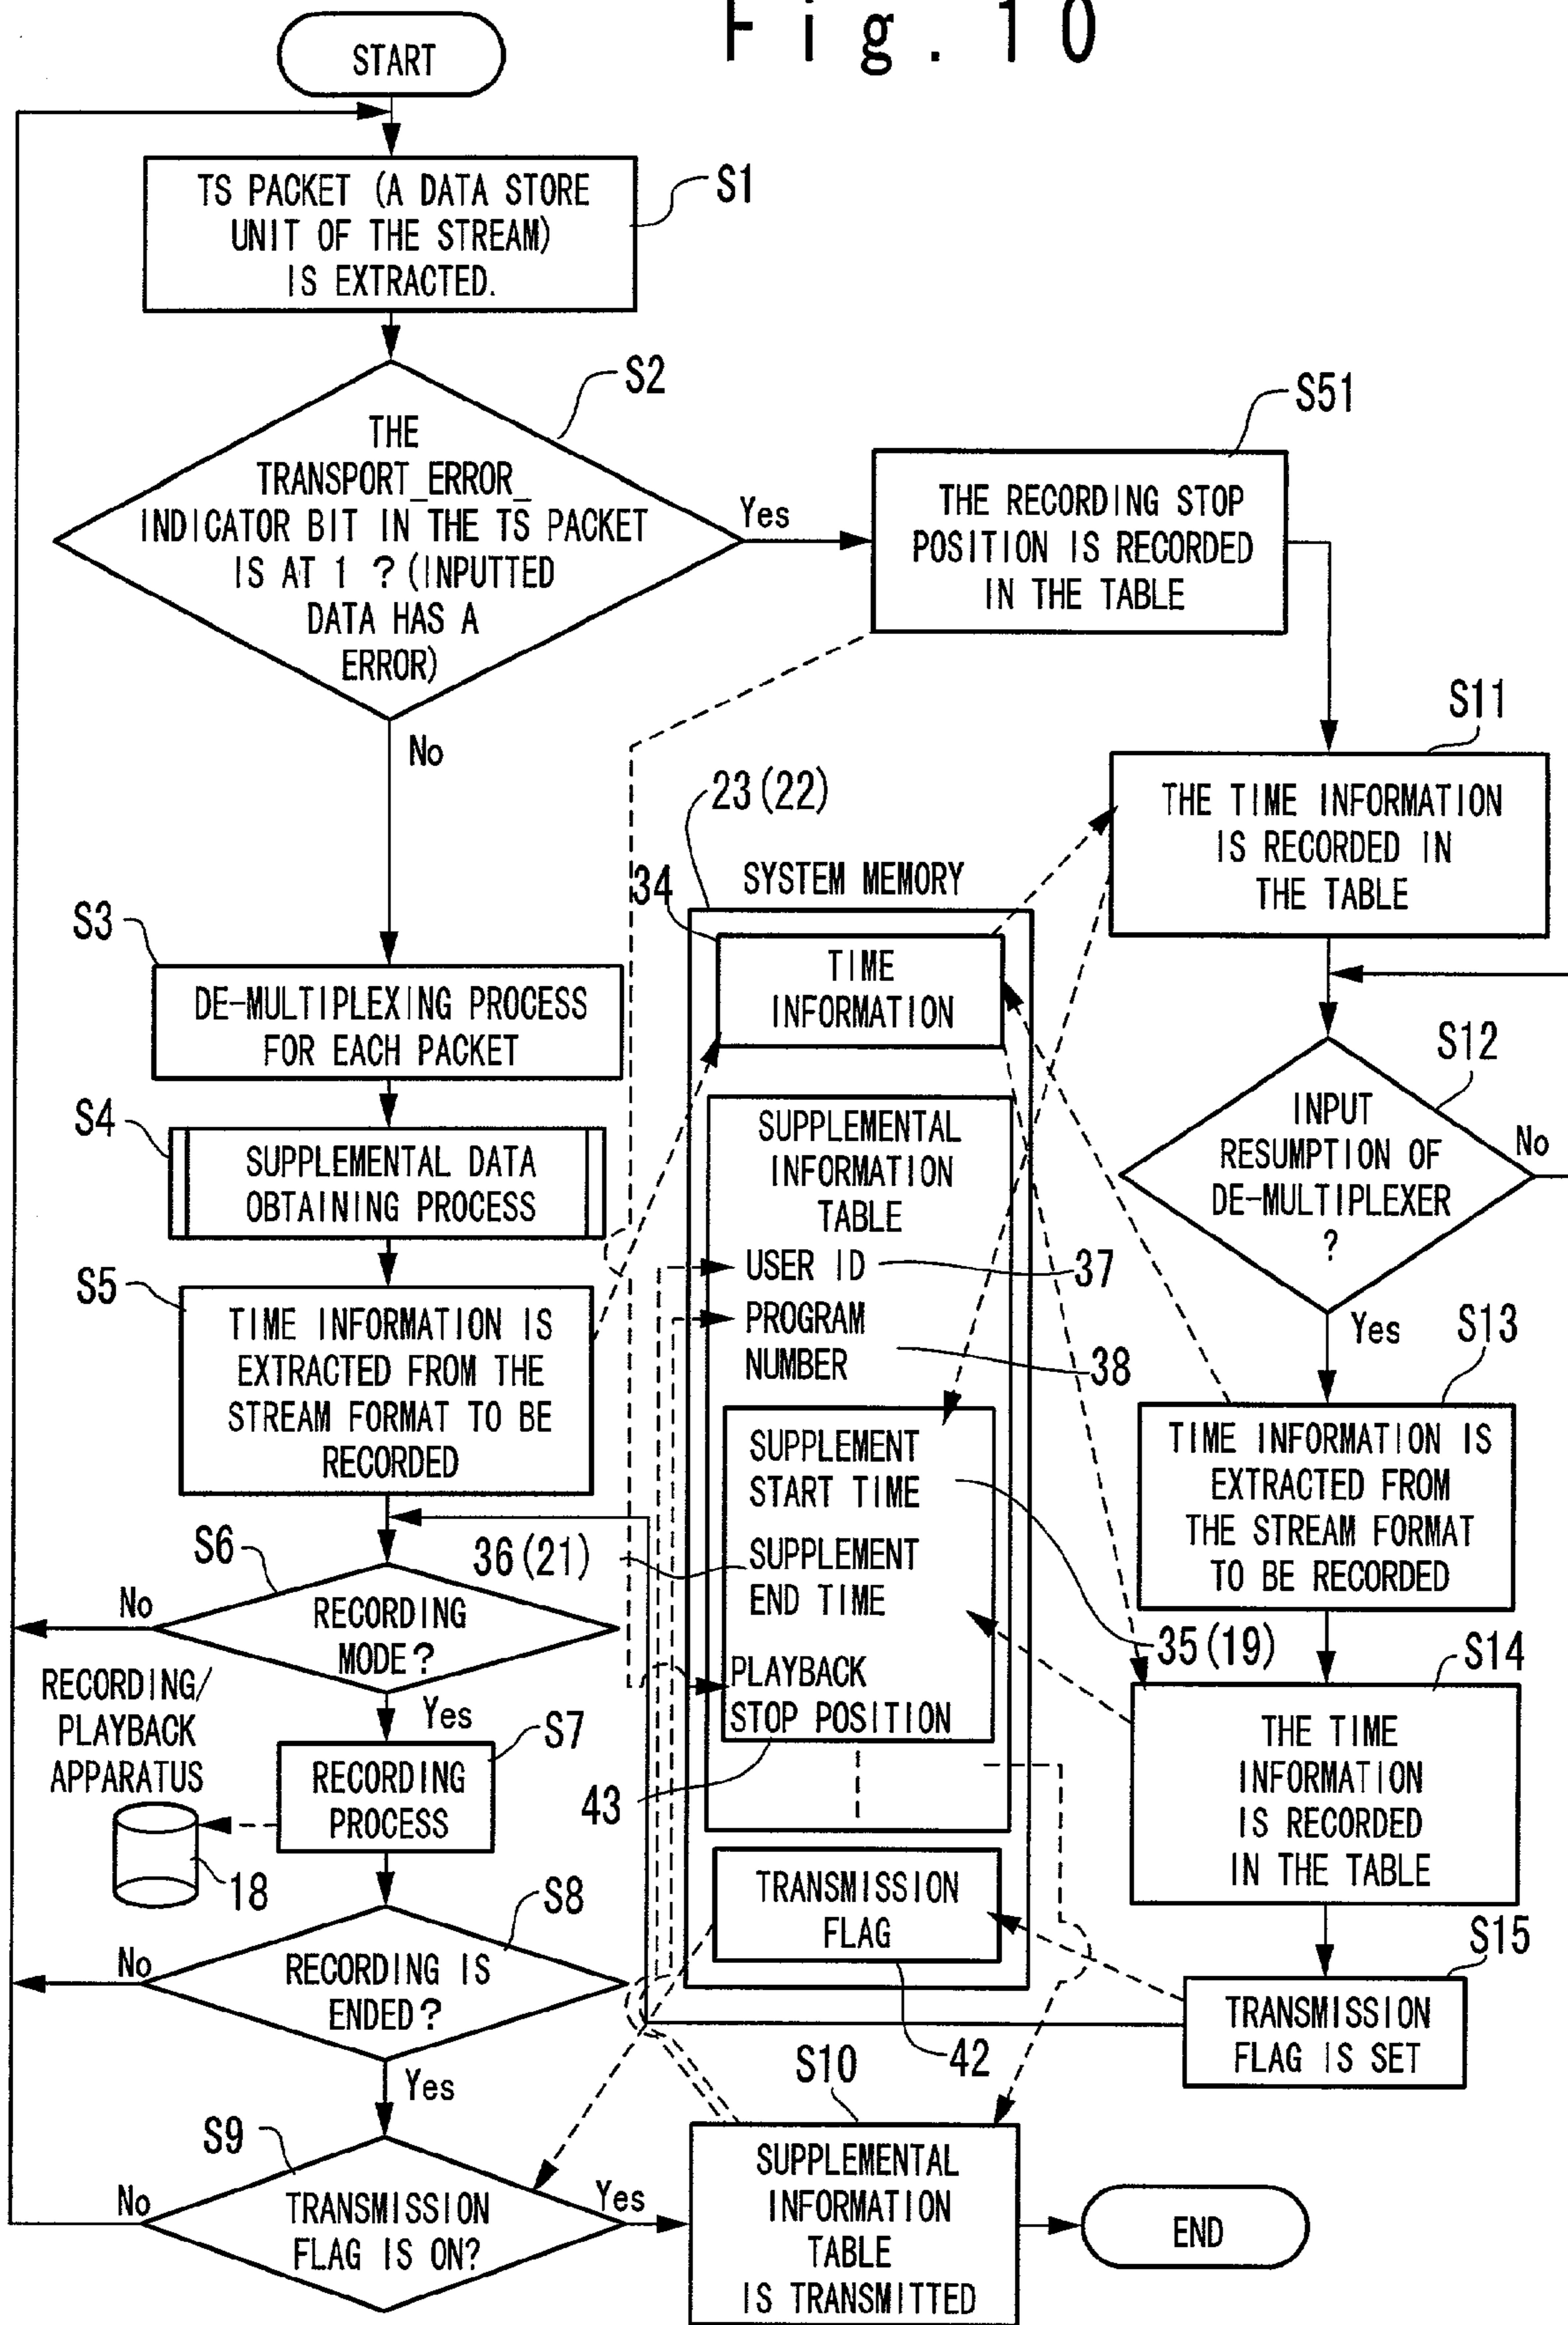 Fig. 10
START
TS PACKET (A DATA STORE
UNIT OF THE STREAM)
IS EXTRACTED.
S1
S2
THE
TRANSPORT_ERROR_
INDICATOR BIT IN THE TS PACKET
IS AT 1 ? (INPUTTED
DATA HAS A
ERROR)
Yes
No
S51
THE RECORDING STOP
POSITION IS RECORDED
IN THE TABLE
S11
THE TIME INFORMATION
IS RECORDED IN
THE TABLE
23(22)
34
SYSTEM MEMORY
TIME
INFORMATION
S3
DE-MULTIPLEXING PROCESS
FOR EACH PACKET
S4
SUPPLEMENTAL DATA
OBTAINING PROCESS
S5
TIME INFORMATION IS
EXTRACTED FROM THE
STREAM FORMAT TO BE
RECORDED
S12
INPUT
RESUMPTION OF
DE-MULTIPLEXER
?
No
Yes
SUPPLEMENTAL
INFORMATION
TABLE
USER ID
37
PROGRAM
NUMBER
38
SUPPLEMENT
START TIME
SUPPLEMENT
END TIME
PLAYBACK
STOP POSITION
36(21)
35(19)
43
S13
TIME INFORMATION IS
EXTRACTED FROM
THE STREAM FORMAT
TO BE RECORDED
S14
THE TIME
INFORMATION
IS RECORDED
IN THE TABLE
S6
No
RECORDING
MODE?
Yes
RECORDING/
PLAYBACK
APPARATUS
18
S7
RECORDING
PROCESS
S8
No
RECORDING IS
ENDED?
Yes
TRANSMISSION
FLAG
42
S15
TRANSMISSION
FLAG IS SET
S9
No
TRANSMISSION
FLAG IS ON?
Yes
S10
SUPPLEMENTAL
INFORMATION
TABLE
IS TRANSMITTED
END